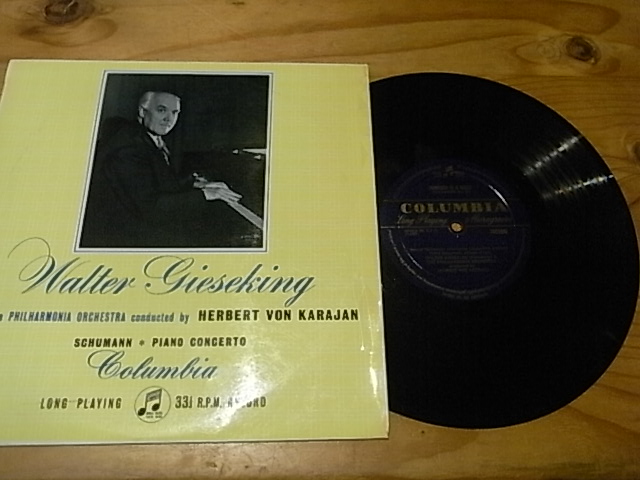 Walter Gieseking
PHILHARMONIA ORCHESTRA conducted by HERBERT VON KARAJAN
SCHUMANN • PIANO CONCERTO
Columbia
LONG PLAYING 33⅓ R.P.M. RECORD
COLUMBIA
Long Playing